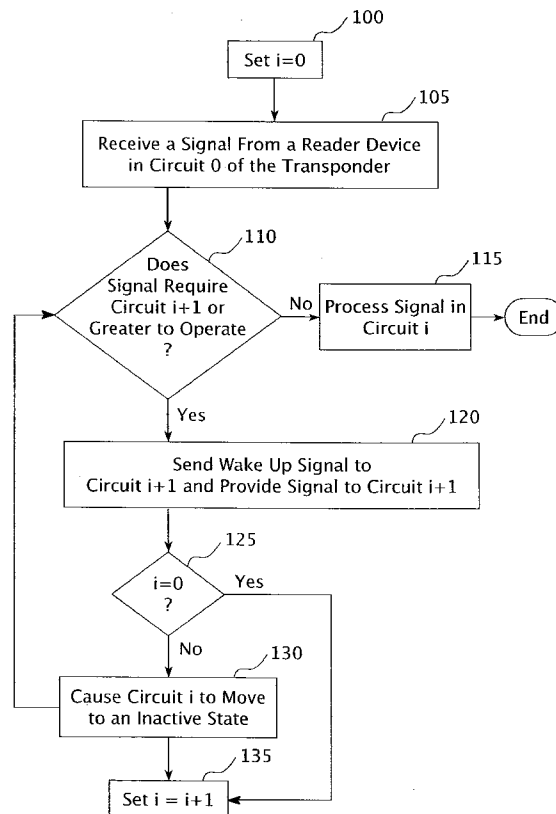 100
Set i=0
105
Receive a Signal From a Reader Device
in Circuit 0 of the Transponder
110
Does
Signal Require
Circuit i+1 or
Greater to Operate
?
No
115
Process Signal in
Circuit i
End
Yes
120
Send Wake Up Signal to
Circuit i+1 and Provide Signal to Circuit i+1
125
i=0
?
Yes
No
130
Cause Circuit i to Move
to an Inactive State
135
Set i = i+1